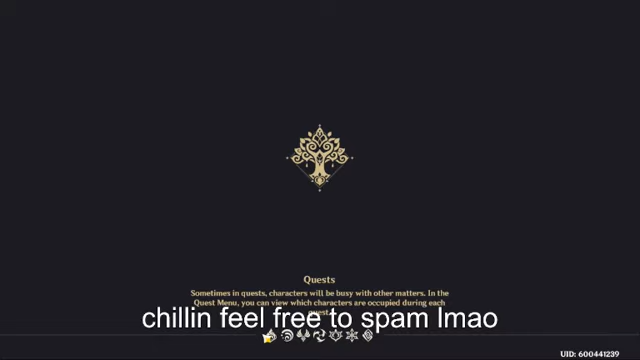 Quests
Sometimes in quests, characters will be busy with other matters. In the
Quest Menu, you can view which characters are occupied during each
quest.
chillin feel free to spam lmao
UID: 600441239